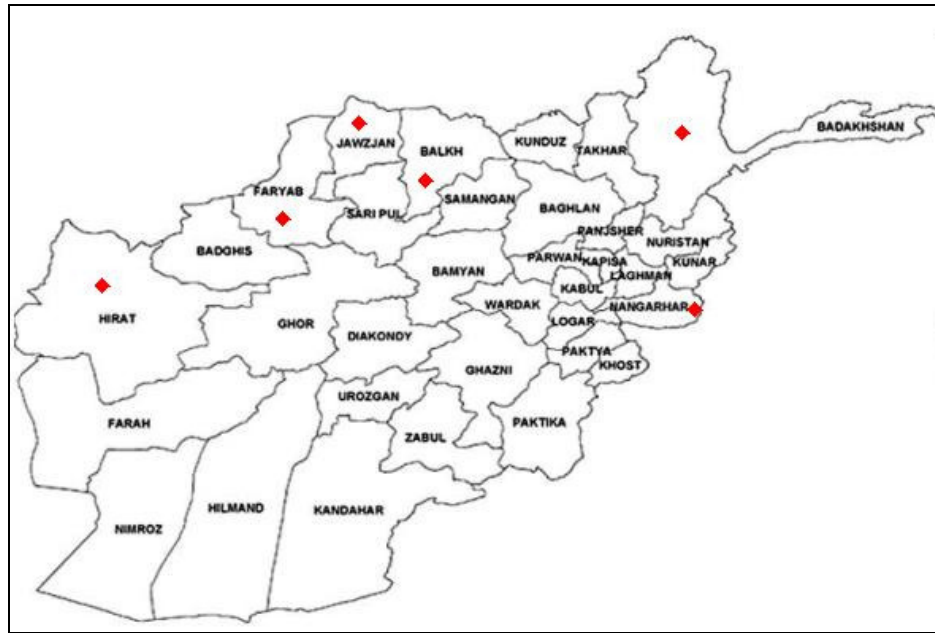 BADAKHSHAN
JAWZJAN
BALKH
KUNDUZ
TAKHAR
FARYAB
SARI PUL
SAMANGAN
BAGHLAN
PANJSHER
NURISTAN
BADGHIS
BAMYAN
PARWAN
KAPISA
KUNAR
LAGHMAN
KABUL
HIRAT
GHOR
WARDAK
NANGARHAR
LOGAR
DIAKONDY
PAKTYA
KHOST
GHAZNI
UROZGAN
FARAH
ZABUL
PAKTIKA
NIMROZ
HILMAND
KANDAHAR